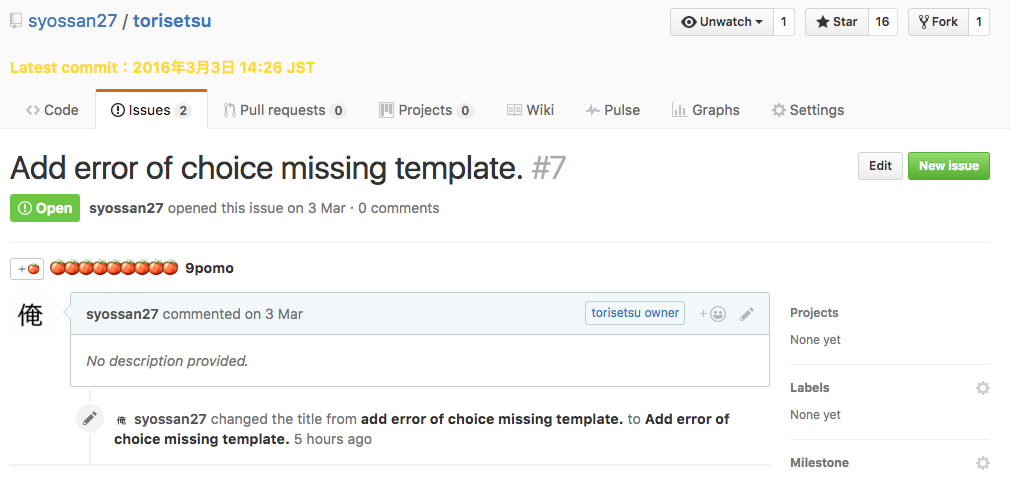 syossan27 / torisetsu
Unwatch 1 Star 16 Fork 1
Latest commit：2016年3月3日 14:26 JST
Code Issues 2 Pull requests 0 Projects 0 Wiki Pulse Graphs Settings
Add error of choice missing template. #7
Edit New issue
Open syossan27 opened this issue on 3 Mar · 0 comments
+ 9pomo
俺
syossan27 commented on 3 Mar torisetsu owner +
No description provided.
俺 syossan27 changed the title from add error of choice missing template. to Add error of
choice missing template. 5 hours ago
Projects
None yet
Labels
None yet
Milestone